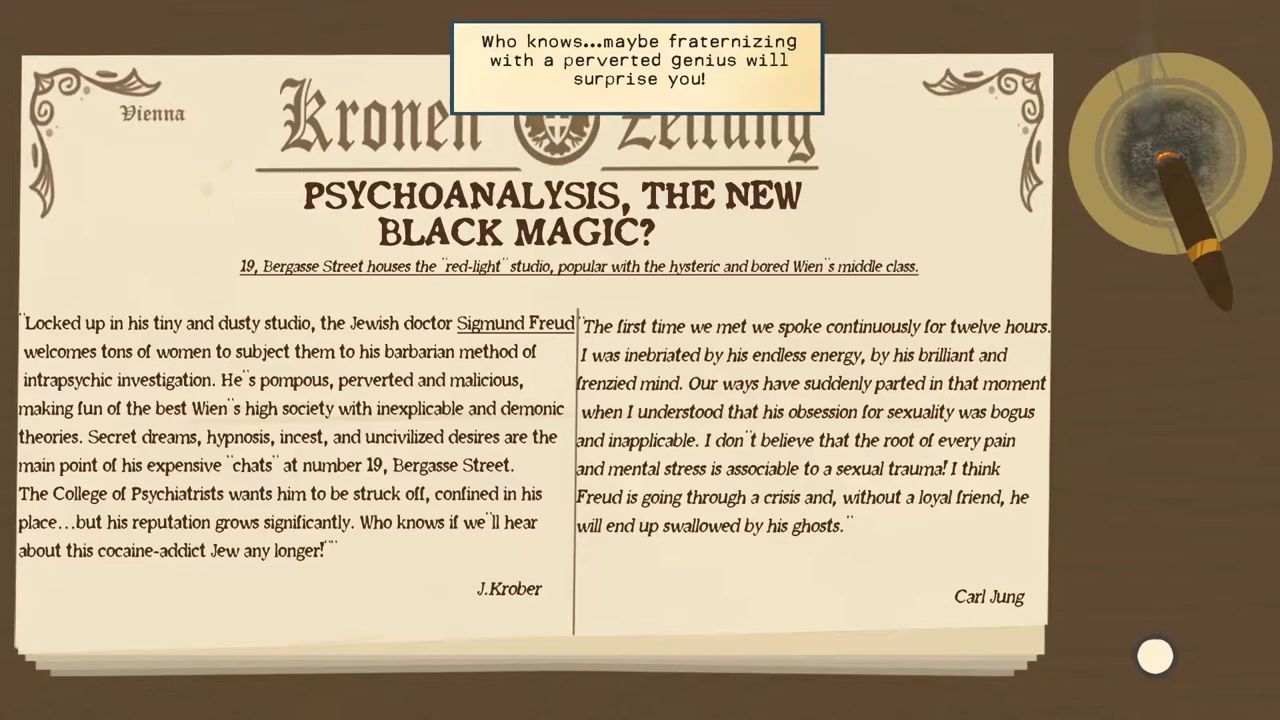 Who knows...maybe fraternizing
with a perverted genius will
surprise you!
Vienna
Kronen Zeitung
PSYCHOANALYSIS, THE NEW
BLACK MAGIC?
19, Bergasse Street houses the ¨red-light¨ studio, popular with the hysteric and bored Wien¨s middle class.
¨Locked up in his tiny and dusty studio, the Jewish doctor Sigmund Freud
welcomes tons of women to subject them to his barbarian method of
intrapsychic investigation. He¨s pompous, perverted and malicious,
making fun of the best Wien¨s high society with inexplicable and demonic
theories. Secret dreams, hypnosis, incest, and uncivilized desires are the
main point of his expensive ¨chats¨ at number 19, Bergasse Street.
The College of Psychiatrists wants him to be struck off, confined in his
place...but his reputation grows significantly. Who knows if we¨ll hear
about this cocaine-addict Jew any longer!¨¨
J.Krober
¨The first time we met we spoke continuously for twelve hours.
I was inebriated by his endless energy, by his brilliant and
frenzied mind. Our ways have suddenly parted in that moment
when I understood that his obsession for sexuality was bogus
and inapplicable. I don¨t believe that the root of every pain
and mental stress is associable to a sexual trauma! I think
Freud is going through a crisis and, without a loyal friend, he
will end up swallowed by his ghosts.¨
Carl Jung